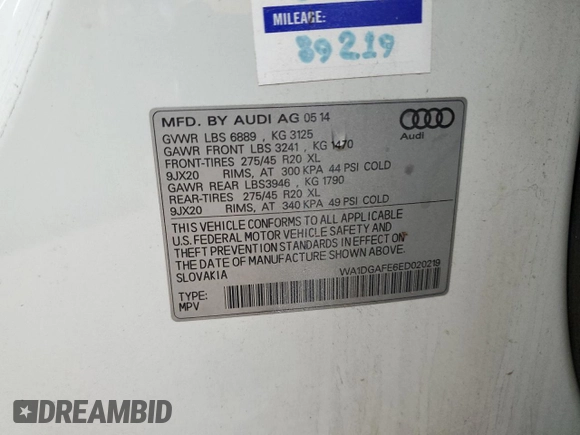 MILEAGE:
89219
MFD. BY AUDI AG 05 14
GVWR LBS 6889 , KG 3125
GAWR FRONT LBS 3241 , KG 1470
FRONT-TIRES 275/45 R20 XL
9JX20 RIMS, AT 300 KPA 44 PSI COLD
GAWR REAR LBS3946 , KG 1790
REAR-TIRES 275/45 R20 XL
9JX20 RIMS, AT 340 KPA 49 PSI COLD
Audi
THIS VEHICLE CONFORMS TO ALL APPLICABLE
U.S. FEDERAL MOTOR VEHICLE SAFETY AND
THEFT PREVENTION STANDARDS IN EFFECT ON
THE DATE OF MANUFACTURE SHOWN ABOVE.
SLOVAKIA
WA1DGAFE6ED020219
TYPE:
MPV
DREAMBID